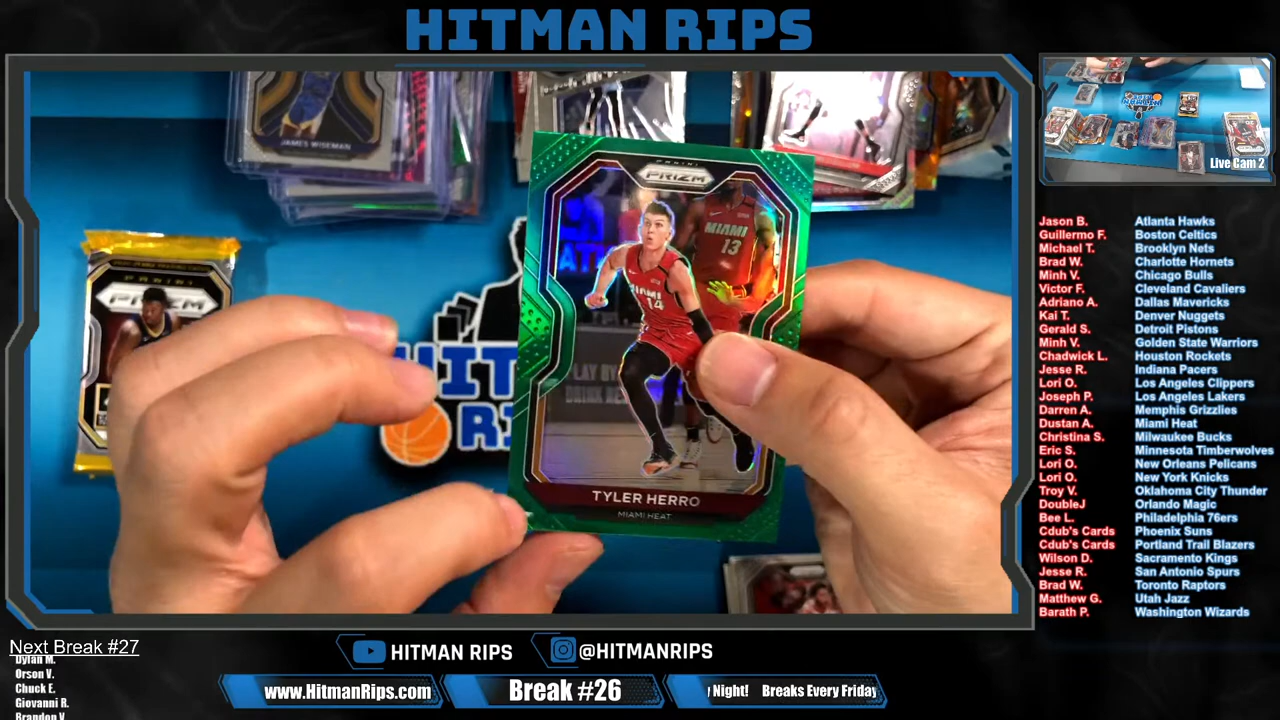 HITMAN RIPS
JAMES WISEMAN
PANINI
PRIZM
MIAMI
13
MIAMI
14
TYLER HERRO
MIAMI HEAT
PANINI
PRIZM
HIT
RI
Live Cam 2
Jason B. Atlanta Hawks
Guillermo F. Boston Celtics
Michael T. Brooklyn Nets
Brad W. Charlotte Hornets
Minh V. Chicago Bulls
Victor F. Cleveland Cavaliers
Adriano A. Dallas Mavericks
Kai T. Denver Nuggets
Gerald S. Detroit Pistons
Minh V. Golden State Warriors
Chadwick L. Houston Rockets
Jesse R. Indiana Pacers
Lori O. Los Angeles Clippers
Joseph P. Los Angeles Lakers
Darren A. Memphis Grizzlies
Dustan A. Miami Heat
Christina S. Milwaukee Bucks
Eric S. Minnesota Timberwolves
Lori O. New Orleans Pelicans
Lori O. New York Knicks
Troy V. Oklahoma City Thunder
DoubleJ Orlando Magic
Bee L. Philadelphia 76ers
Cdub's Cards Phoenix Suns
Cdub's Cards Portland Trail Blazers
Wilson D. Sacramento Kings
Jesse R. San Antonio Spurs
Brad W. Toronto Raptors
Matthew G. Utah Jazz
Barath P. Washington Wizards
Next Break #27
Dylan M.
Orson V.
Chuck E.
Giovanni R.
Brandon V.
HITMAN RIPS
@HITMANRIPS
www.HitmanRips.com
Break #26
Night! Breaks Every Friday